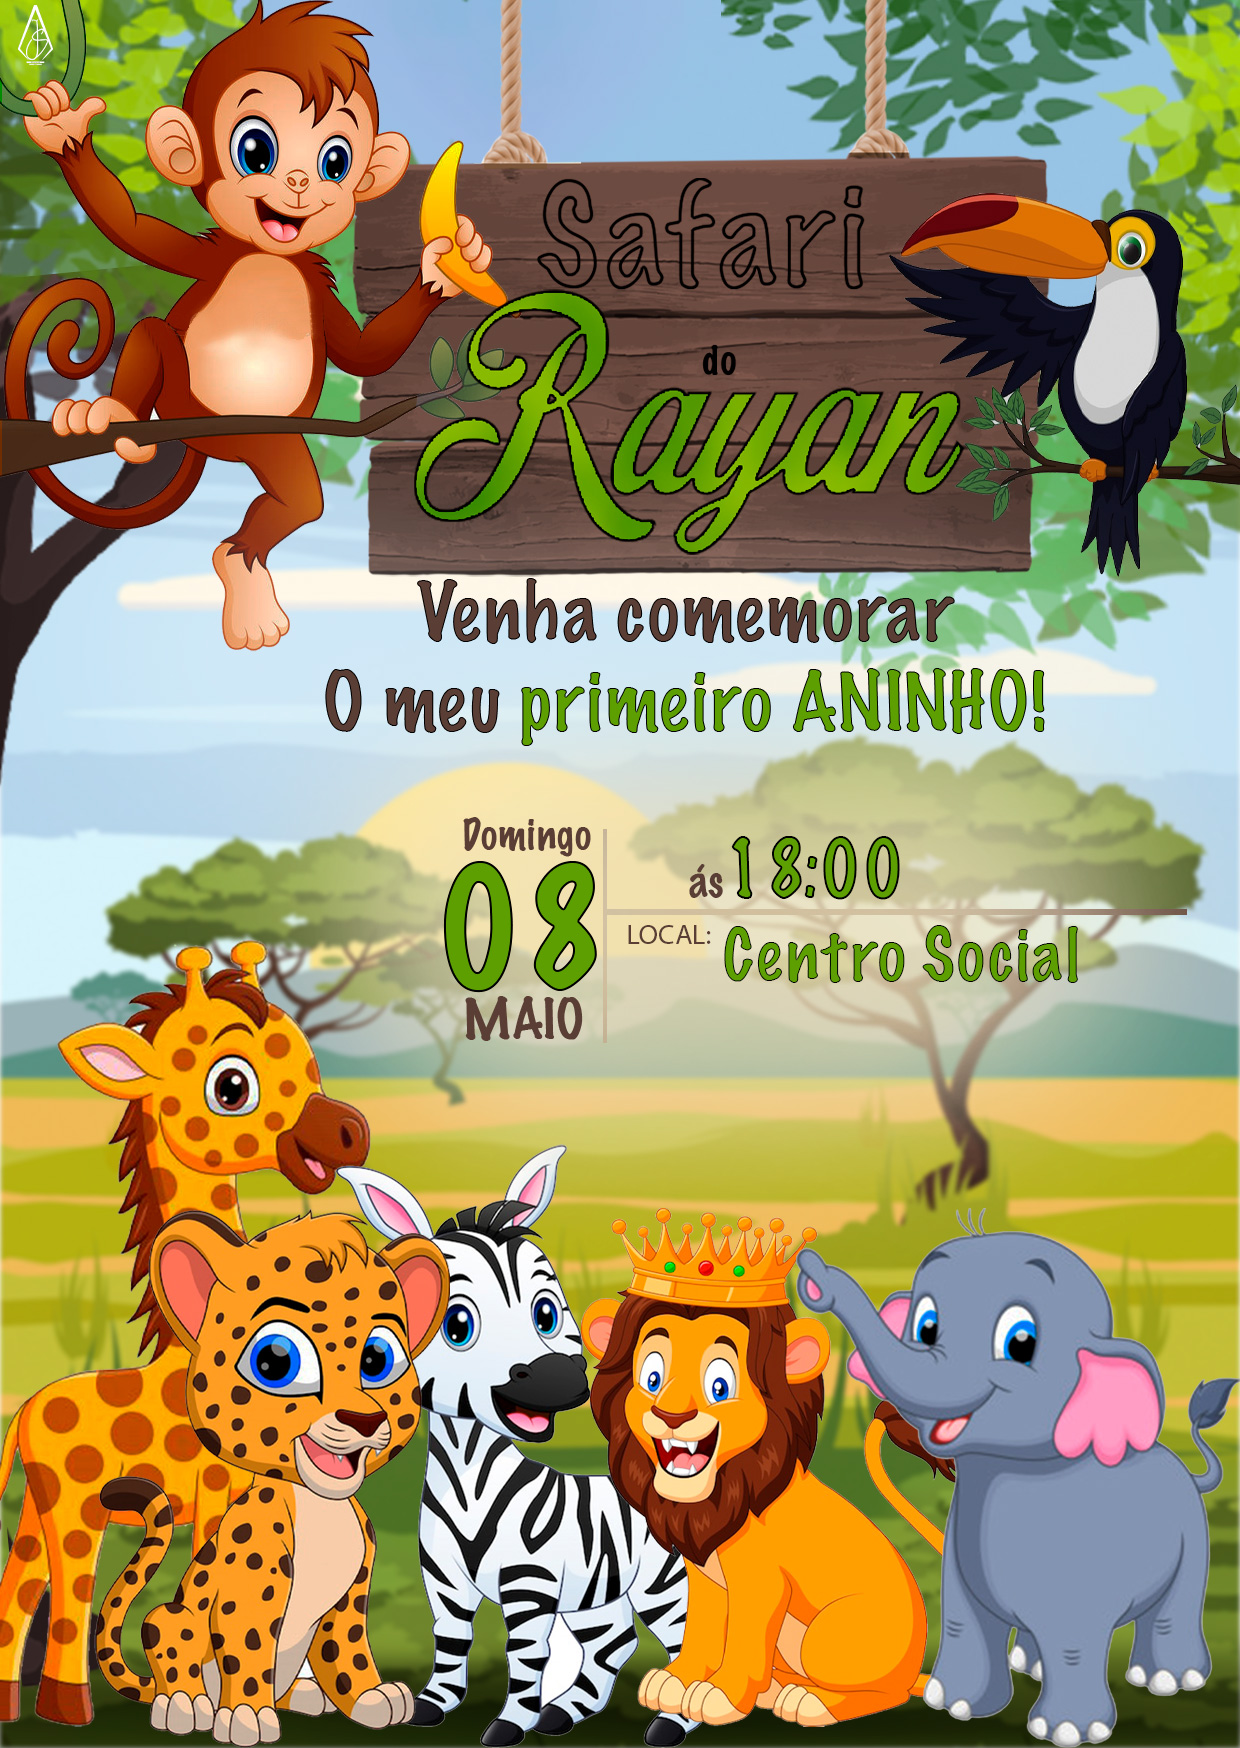 Safari
do
Rayan
Venha comemorar
O meu primeiro ANINHO!
Domingo
08
MAIO
ás 18:00
LOCAL: Centro Social